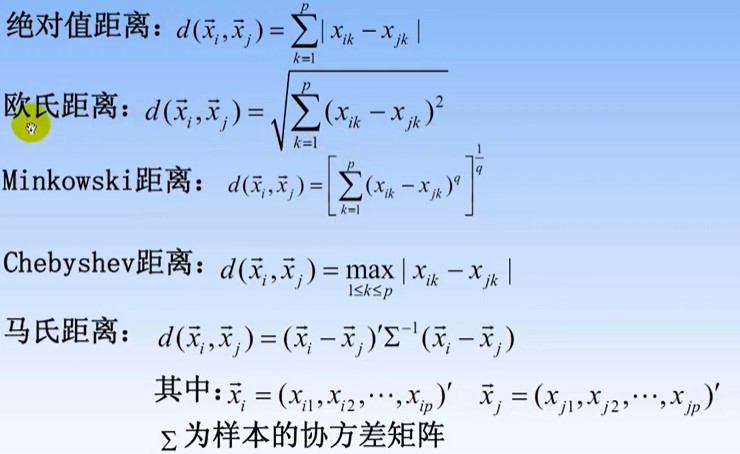 绝对值距离：$d(\vec{x}_i,\vec{x}_j)=\sum_{k=1}^{p}|x_{ik}-x_{jk}|$
欧氏距离：$d(\vec{x}_i,\vec{x}_j)=\sqrt{\sum_{k=1}^{p}(x_{ik}-x_{jk})^2}$
Minkowski距离：$d(\vec{x}_i,\vec{x}_j)=\left[\sum_{k=1}^{p}(x_{ik}-x_{jk})^q\right]^{\frac{1}{q}}$
Chebyshev距离：$d(\vec{x}_i,\vec{x}_j)=\max_{1\le k\le p}|x_{ik}-x_{jk}|$
马氏距离：$d(\vec{x}_i,\vec{x}_j)=(\vec{x}_i-\vec{x}_j)'\Sigma^{-1}(\vec{x}_i-\vec{x}_j)$
其中：$\vec{x}_i=(x_{i1},x_{i2},\cdots,x_{ip})'$ $\vec{x}_j=(x_{j1},x_{j2},\cdots,x_{jp})'$
$\Sigma$ 为样本的协方差矩阵